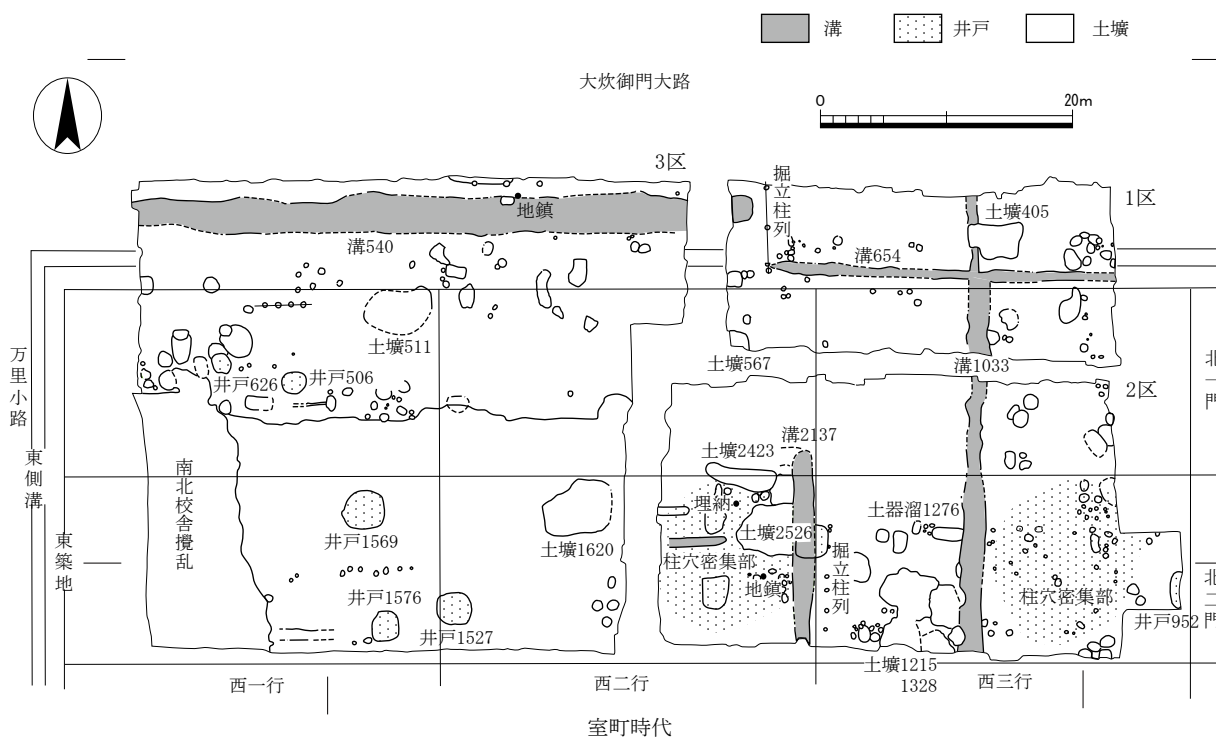 溝
井戸
土壙
大炊御門大路
0
20m
3区
掘立柱列
1区
地鎮
土壙405
溝540
溝654
万里小路
土壙511
土壙567
溝1033
北一門
井戸626
井戸506
2区
溝2137
土壙2423
東側溝
南北校舎攪乱
埋納
土器溜1276
土壙2526
井戸1569
土壙1620
東築地
柱穴密集部
掘立柱列
地鎮
柱穴密集部
北二門
井戸1576
井戸952
井戸1527
土壙1215
1328
西一行
西二行
西三行
室町時代